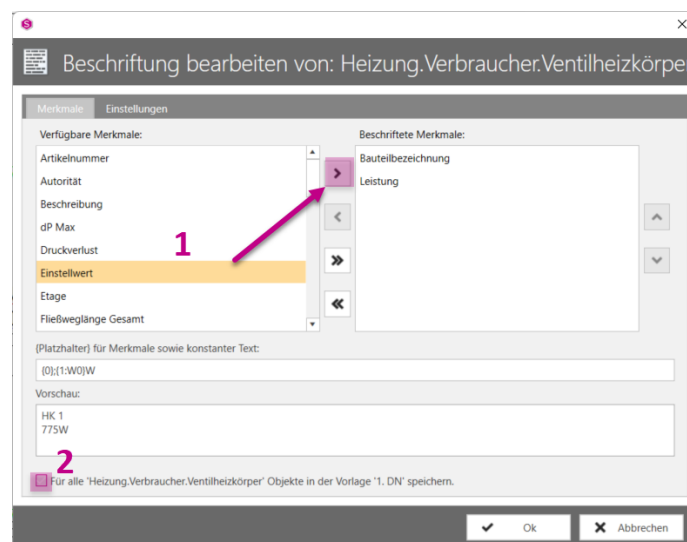 S
Beschriftung bearbeiten von: Heizung.Verbraucher.Ventilheizkörpe
Merkmale
Einstellungen
Verfügbare Merkmale:
Artikelnummer
Autorität
Beschreibung
dP Max
Druckverlust
Einstellwert
Etage
Fließweglänge Gesamt
1
Beschriftete Merkmale:
Bauteilbezeichnung
Leistung
{Platzhalter} für Merkmale sowie konstanter Text:
{0};{1:W0}W
Vorschau:
HK 1
775W
2
Für alle 'Heizung.Verbraucher.Ventilheizkörper' Objekte in der Vorlage '1. DN' speichern.
Ok
Abbrechen